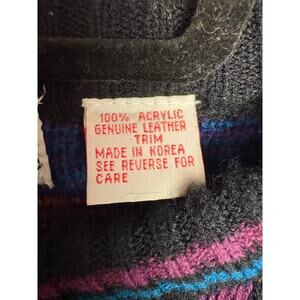 100% ACRYLIC
GENUINE LEATHER
TRIM
MADE IN KOREA
SEE REVERSE FOR
CARE